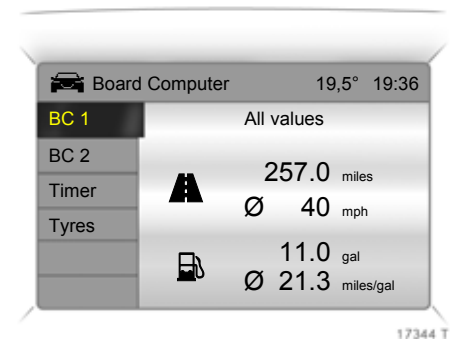 Board Computer 19,5° 19:36
BC 1
All values
BC 2
Timer
Tyres
257.0 miles
Ø 40 mph
11.0 gal
Ø 21.3 miles/gal
17344 T